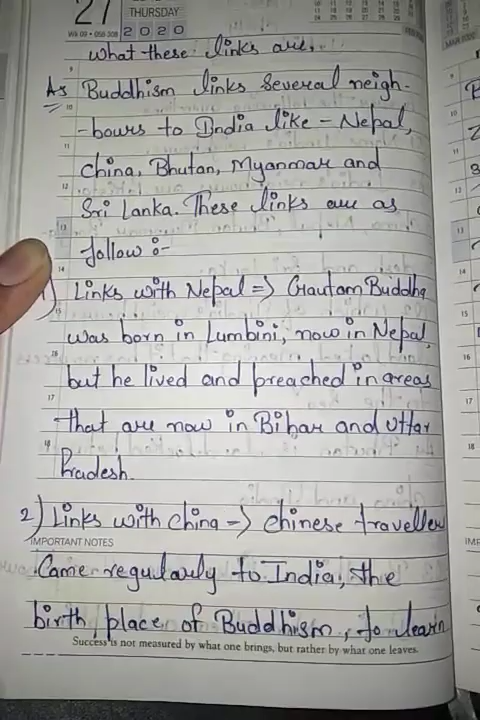 27 THURSDAY
2020
what these links are.
As Buddhism links several neigh-
-bours to India like - Nepal,
China, Bhutan, Myanmar and
Sri Lanka. These links are as
follow :-
1) Links with Nepal => Gautam Buddha
was born in Lumbini, now in Nepal,
but he lived and preached in areas
that are now in Bihar and Uttar
Pradesh.
2) Links with China => Chinese traveller
IMPORTANT NOTES
Came regularly to India, the
birth place of Buddhism, to learn
Success is not measured by what one brings, but rather by what one leaves.